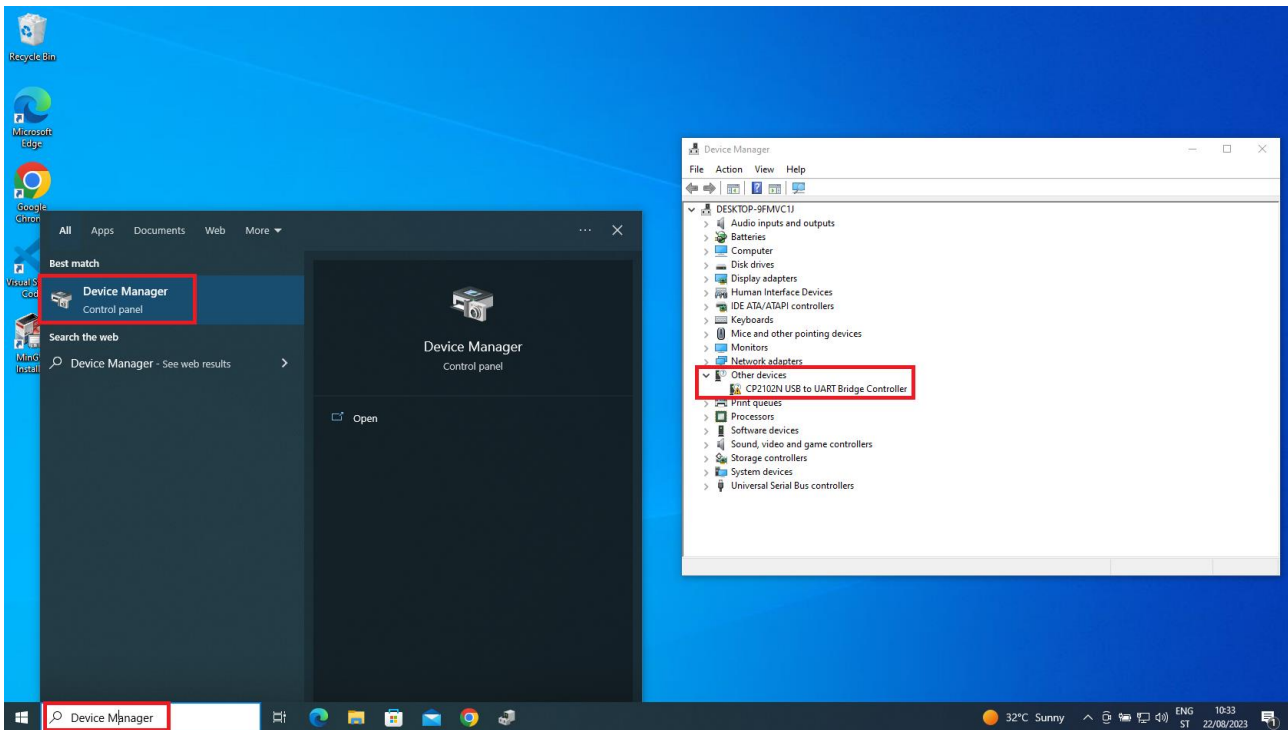 Recycle Bin
Microsoft
Edge
Google
Chron
Visual S
Cod
MinG
Instal
All Apps Documents Web More
Best match
Device Manager
Control panel
Search the web
Device Manager - See web results
Device Manager
Control panel
Open
Device Manager
File Action View Help
DESKTOP-9FMVC1J
Audio inputs and outputs
Batteries
Computer
Disk drives
Display adapters
Human Interface Devices
IDE ATA/ATAPI controllers
Keyboards
Mice and other pointing devices
Monitors
Network adapters
Other devices
CP2102N USB to UART Bridge Controller
Print queues
Processors
Software devices
Sound, video and game controllers
Storage controllers
System devices
Universal Serial Bus controllers
Device Manager
32°C Sunny
ENG
ST
10:33
22/08/2023
1